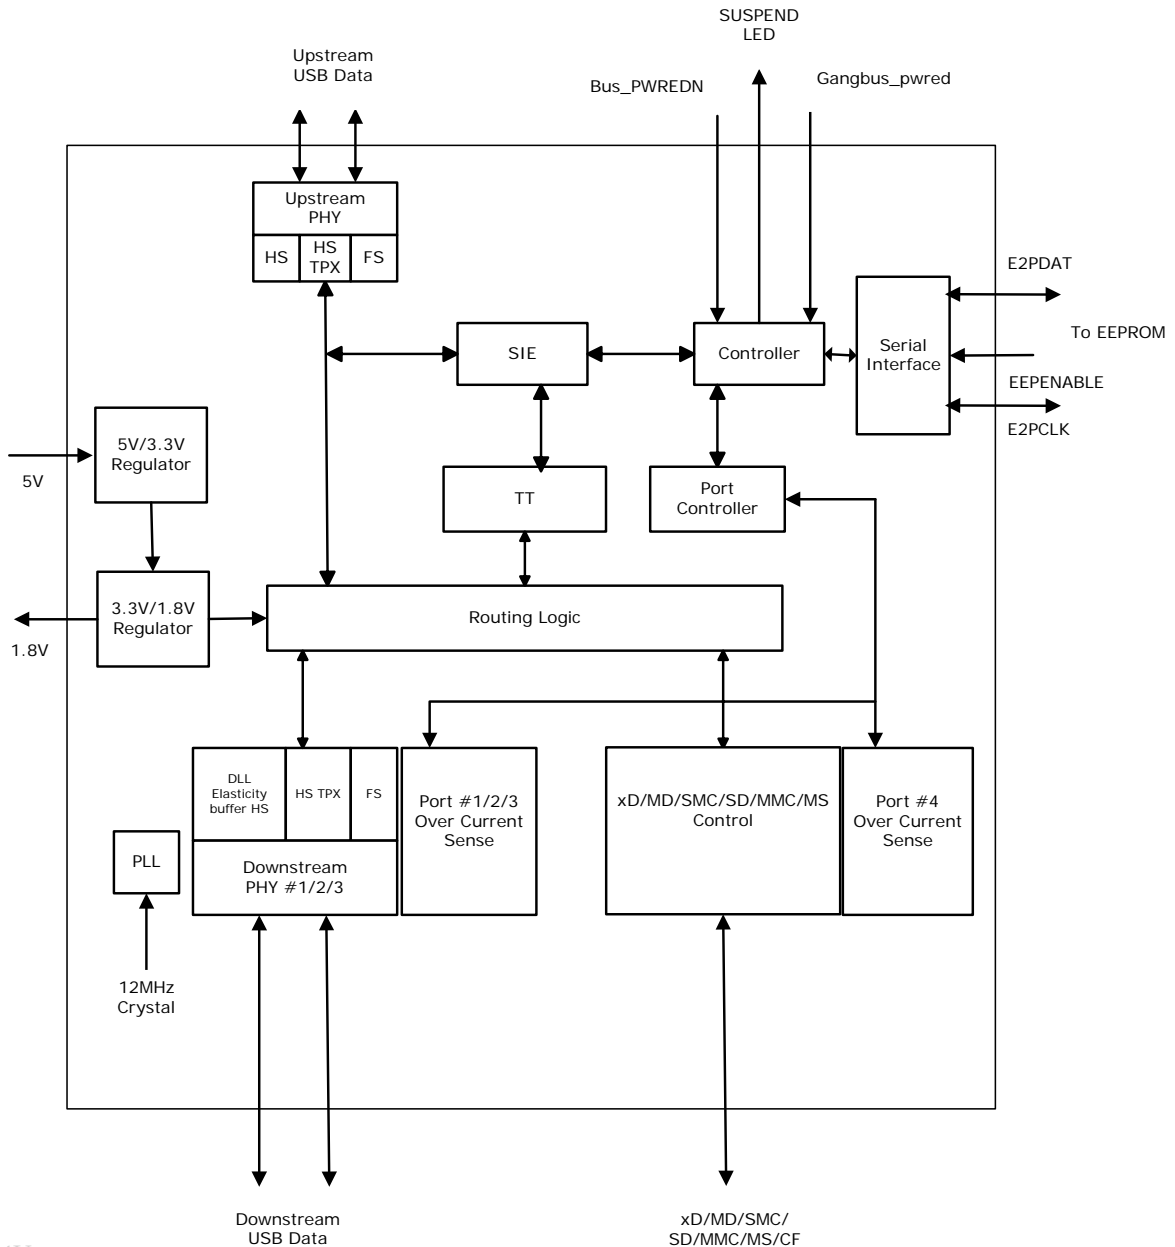 SUSPEND
LED
Upstream
USB Data
Bus_PWREDN
Gangbus_pwred
Upstream
PHY
HS
HS
TPX
FS
E2PDAT
To EEPROM
SIE
Controller
Serial
Interface
EEPENABLE
E2PCLK
5V/3.3V
Regulator
5V
TT
Port
Controller
3.3V/1.8V
Regulator
1.8V
Routing Logic
DLL
Elasticity
buffer HS
HS TPX
FS
Port #1/2/3
Over Current
Sense
xD/MD/SMC/SD/MMC/MS
Control
Port #4
Over Current
Sense
PLL
Downstream
PHY #1/2/3
12MHz
Crystal
Downstream
USB Data
xD/MD/SMC/
SD/MMC/MS/CF